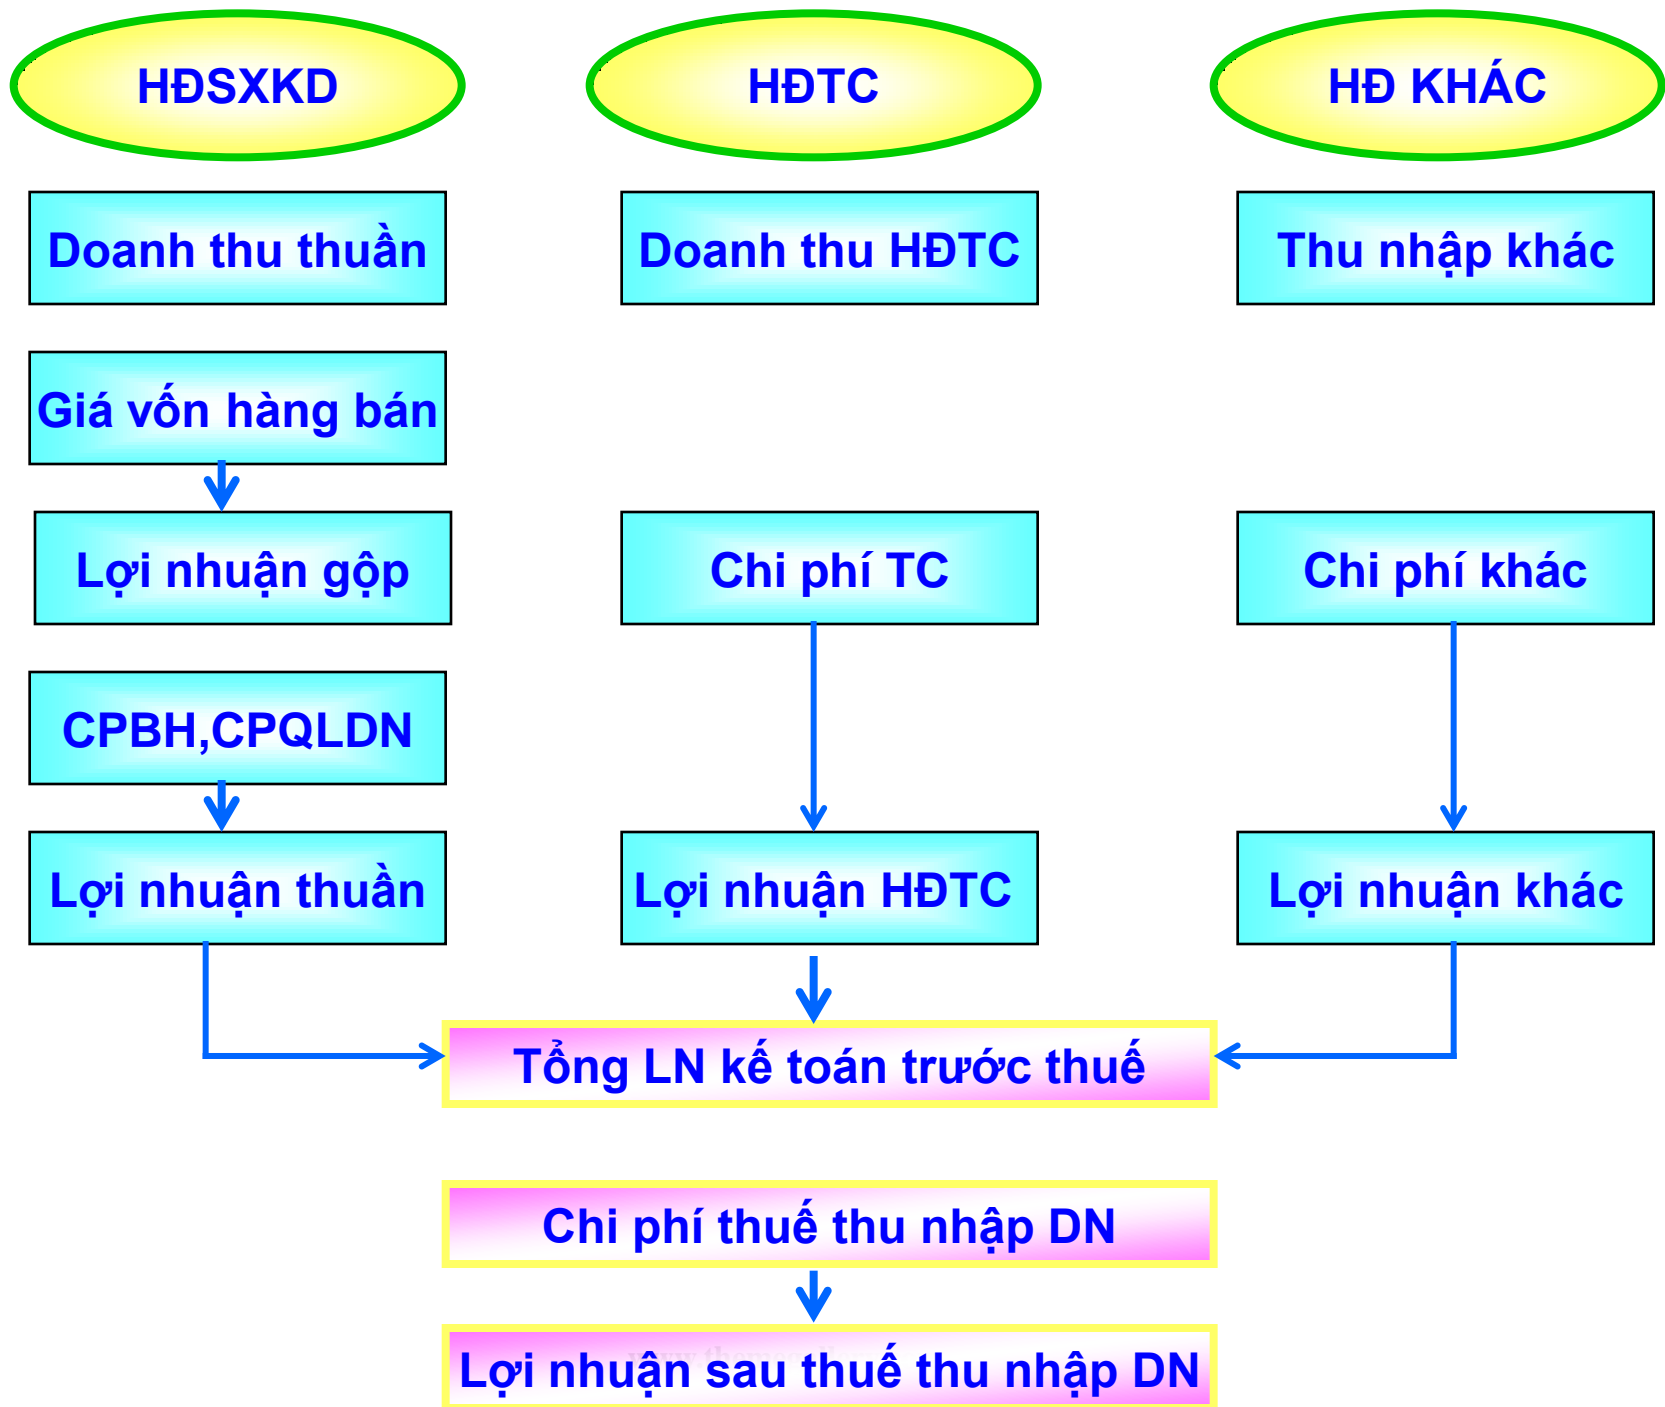 HĐSXKD
HĐTC
HĐ KHÁC
Doanh thu thuần
Doanh thu HĐTC
Thu nhập khác
Giá vốn hàng bán
Lợi nhuận gộp
Chi phí TC
Chi phí khác
CPBH,CPQLDN
Lợi nhuận thuần
Lợi nhuận HĐTC
Lợi nhuận khác
Tổng LN kế toán trước thuế
Chi phí thuế thu nhập DN
Lợi nhuận sau thuế thu nhập DN